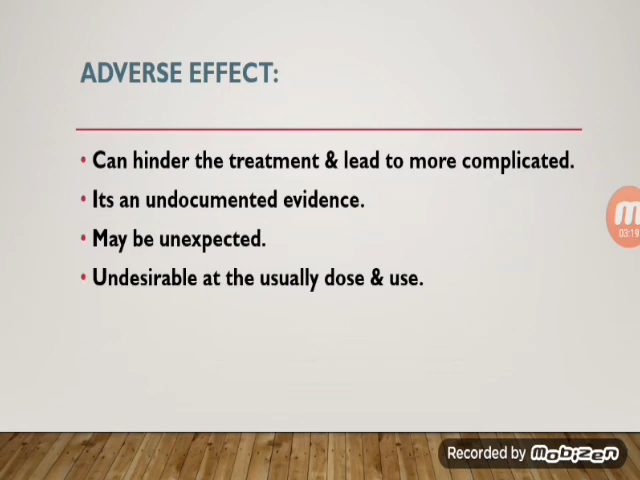 ADVERSE EFFECT:
• Can hinder the treatment & lead to more complicated.
• Its an undocumented evidence.
• May be unexpected.
• Undesirable at the usually dose & use.
03:19
Recorded by Mobizen